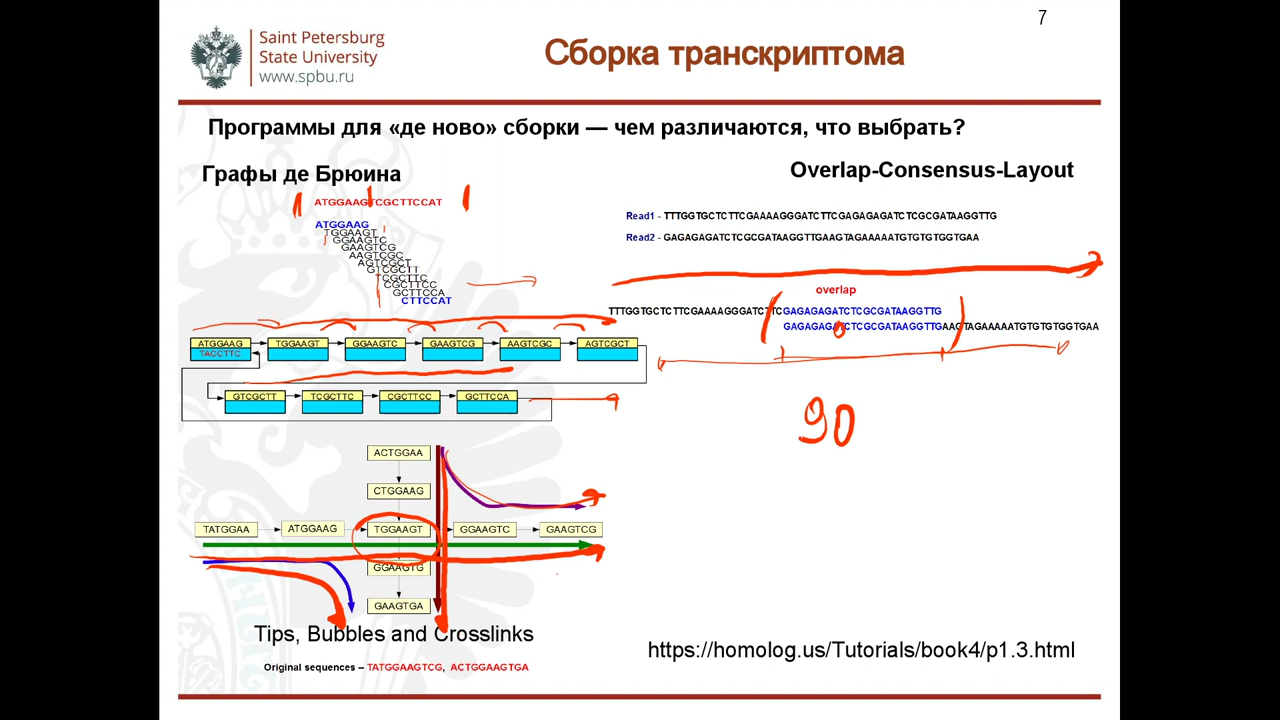 7
Saint Petersburg
State University
www.spbu.ru
Сборка транскриптома
Программы для «де ново» сборки — чем различаются, что выбрать?
Графы де Брюина
ATGGAAGTCGCTTCCAT
ATGGAAG
TGGAAGT
GGAAGTC
GAAGTCG
AAGTCGC
AGTCGCT
GTCGCTT
TCGCTTC
CGCTTCC
GCTTCCA
CTTCCAT
ATGGAAG TGGAAGT GGAAGTC GAAGTCG AAGTCGC AGTCGCT
TACCTTC
GTCGCTT TCGCTTC CGCTTCC GCTTCCA
ACTGGAA
CTGGAAG
TATGGAA ATGGAAG TGGAAGT GGAAGTC GAAGTCG
GGAAGTG
GAAGTGA
Tips, Bubbles and Crosslinks
Original sequences – TATGGAAGTCG, ACTGGAAGTGA
Overlap-Consensus-Layout
Read1 - TTTGGTGCTCTTCGAAAAGGGATCTTCGAGAGAGATCTCGCGATAAGGTTG
Read2 - GAGAGAGATCTCGCGATAAGGTTGAAGTAGAAAAATGTGTGTGGTGAA
overlap
TTTGGTGCTCTTCGAAAAGGGATCTTCGAGAGAGATCTCGCGATAAGGTTG
GAGAGAGATCTCGCGATAAGGTTGAAGTAGAAAAATGTGTGTGGTGAA
90
https://homolog.us/Tutorials/book4/p1.3.html